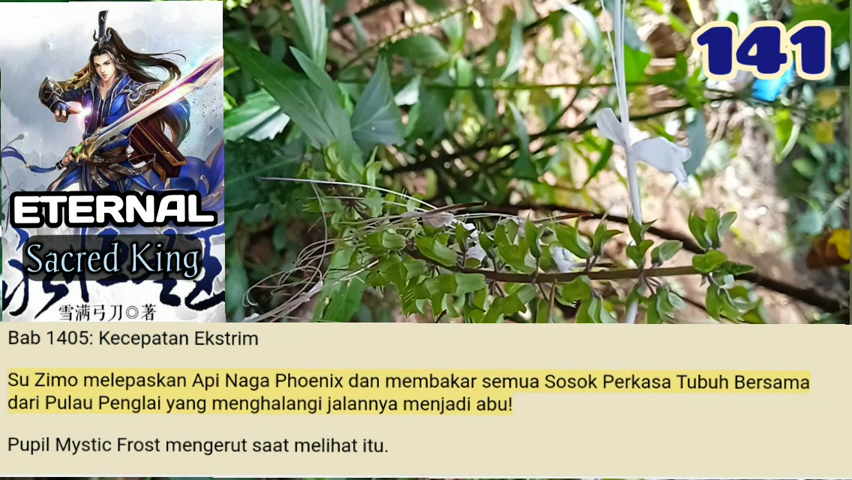 141
ETERNAL
Sacred King
雪满弓刀◎著
Bab 1405: Kecepatan Ekstrim
Su Zimo melepaskan Api Naga Phoenix dan membakar semua Sosok Perkasa Tubuh Bersama
dari Pulau Penglai yang menghalangi jalannya menjadi abu!
Pupil Mystic Frost mengerut saat melihat itu.